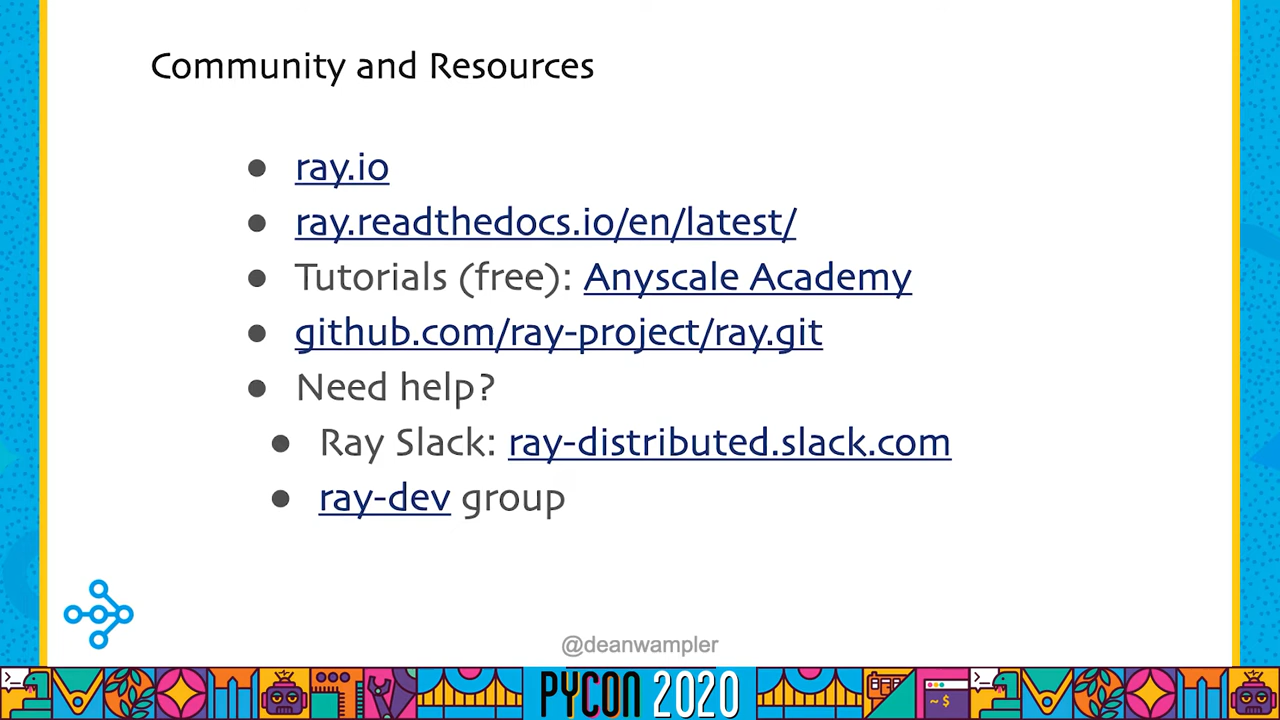 Community and Resources
● ray.io
● ray.readthedocs.io/en/latest/
● Tutorials (free): Anyscale Academy
● github.com/ray-project/ray.git
● Need help?
● Ray Slack: ray-distributed.slack.com
● ray-dev group
@deanwampler
PYCON 2020
~$